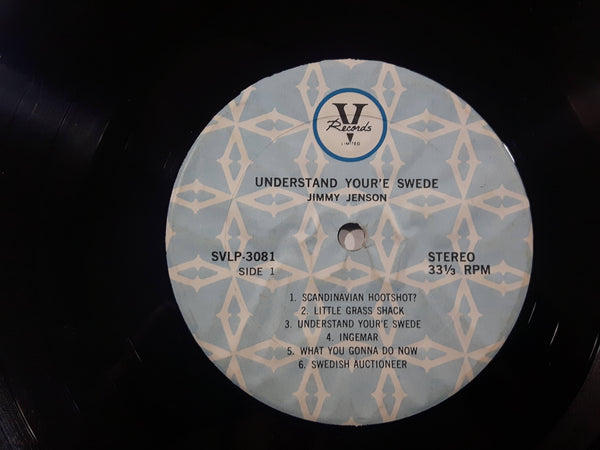 V
Records
LIMITED
UNDERSTAND YOUR'E SWEDE
JIMMY JENSON
SVLP-3081
SIDE 1
STEREO
33⅓ RPM
1. SCANDINAVIAN HOOTSHOT?
2. LITTLE GRASS SHACK
3. UNDERSTAND YOUR'E SWEDE
4. INGEMAR
5. WHAT YOU GONNA DO NOW
6. SWEDISH AUCTIONEER